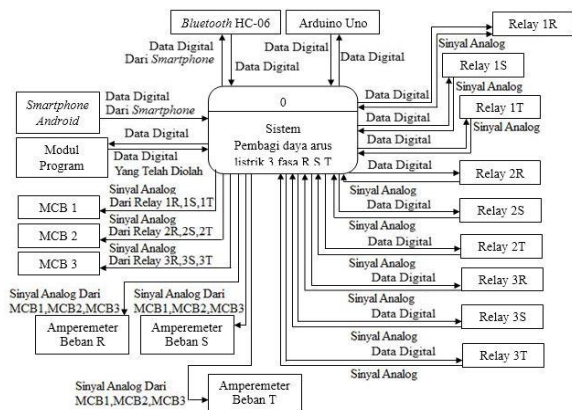 Bluetooth HC-06
Arduino Uno
Relay 1R
Data Digital
Dari Smartphone
Data Digital
Data Digital
Data Digital
Data Digital
Sinyal Analog
Relay 1S
Sinyal Analog
Data Digital
Relay 1T
Sinyal Analog
Data Digital
Smartphone
Android
Data Digital
Dari Smartphone
0
Sistem
Pembagi daya arus
listrik 3 fasa R S T
Modul
Program
Data Digital
Yang Telah Diolah
Data Digital
Relay 2R
Sinyal Analog
MCB 1
Sinyal Analog
Dari Relay 1R,1S,1T
Data Digital
Relay 2S
Sinyal Analog
MCB 2
Sinyal Analog
Dari Relay 2R,2S,2T
Data Digital
Relay 2T
Sinyal Analog
MCB 3
Sinyal Analog
Dari Relay 3R,3S,3T
Data Digital
Relay 3R
Sinyal Analog
Sinyal Analog Dari
MCB1,MCB2,MCB3
Sinyal Analog Dari
MCB1,MCB2,MCB3
Data Digital
Relay 3S
Sinyal Analog
Amperemeter
Beban R
Amperemeter
Beban S
Data Digital
Relay 3T
Sinyal Analog
Sinyal Analog Dari
MCB1,MCB2,MCB3
Amperemeter
Beban T